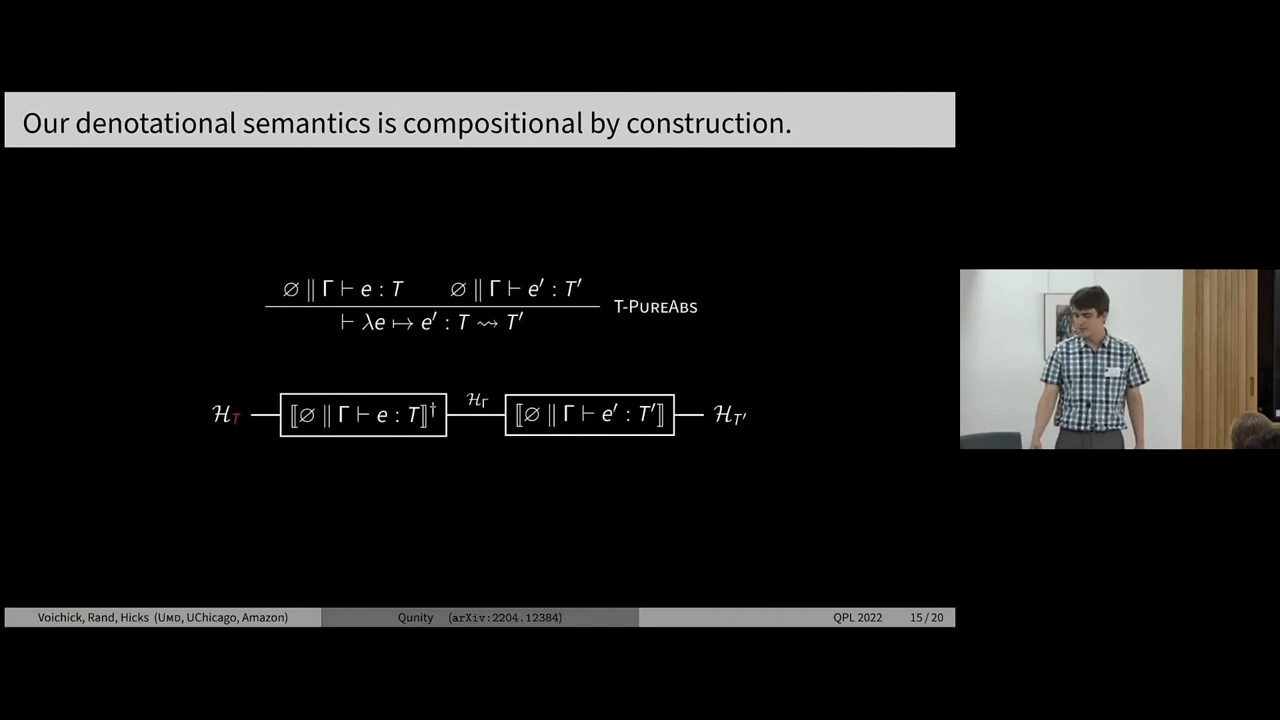 Our denotational semantics is compositional by construction.
∅ ∥ Γ ⊢ e : T   ∅ ∥ Γ ⊢ e′ : T′
T-PUREABS
⊢ λe ↦ e′ : T ⇝ T′
ℋ_T ⟦∅ ∥ Γ ⊢ e : T⟧† ℋ_Γ ⟦∅ ∥ Γ ⊢ e′ : T′⟧ ℋ_T′
Voichick, Rand, Hicks (UMD, UChicago, Amazon) Qunity (arXiv:2204.12384) QPL 2022 15 / 20